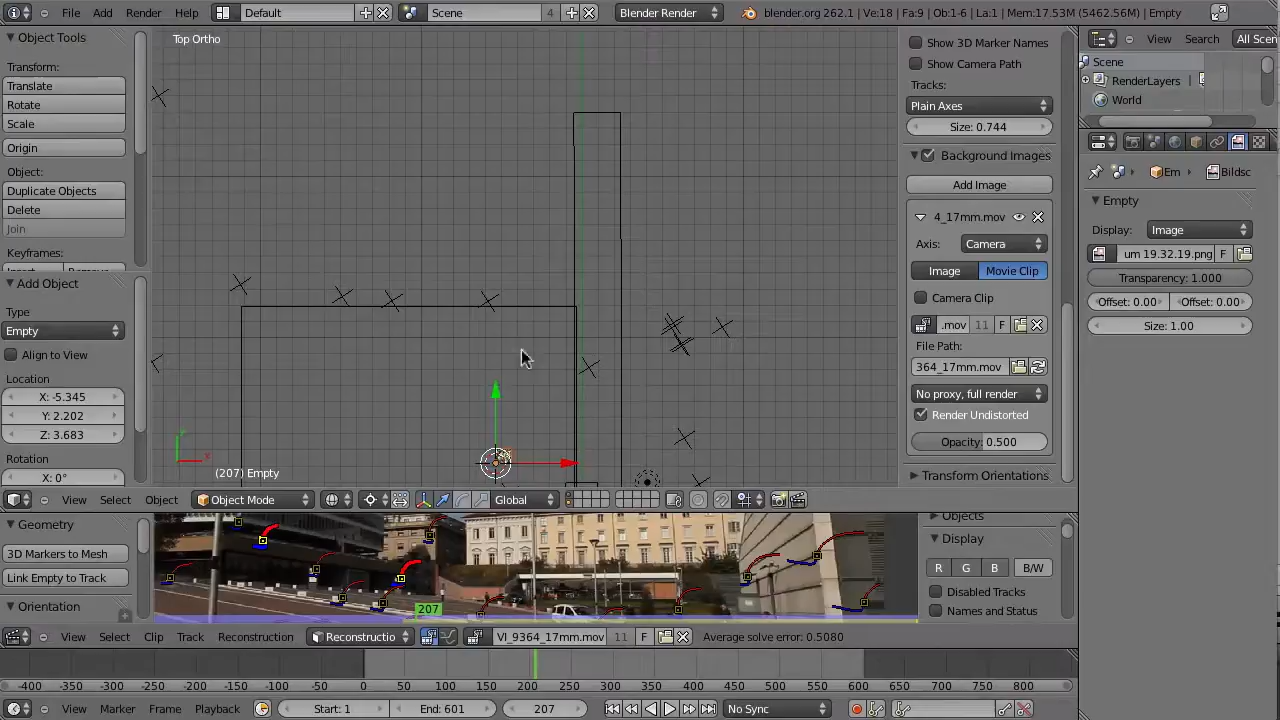 File Add Render Help
Default
Scene 4
Blender Render
blender.org 262.1 | Ve:18 | Fa:9 | Ob:1-6 | La:1 | Mem:17.53M (5462.56M) | Empty
Object Tools
Transform:
Translate
Rotate
Scale
Origin
Object:
Duplicate Objects
Delete
Join
Keyframes:
Add Object
Type
Empty
Align to View
Location
X: -5.345
Y: 2.202
Z: 3.683
Rotation
X: 0°
Top Ortho
(207) Empty
Show 3D Marker Names
Show Camera Path
Tracks:
Plain Axes
Size: 0.744
Background Images
Add Image
4_17mm.mov
Axis: Camera
Image Movie Clip
Camera Clip
.mov 11 F
File Path:
364_17mm.mov
No proxy, full render
Render Undistorted
Opacity: 0.500
Transform Orientations
View Search All Scen
Scene
RenderLayers
World
Em Bildsc
Empty
Display: Image
um 19.32.19.png F
Transparency: 1.000
Offset: 0.00 Offset: 0.00
Size: 1.00
View Select Object Object Mode Global
Geometry
3D Markers to Mesh
Link Empty to Track
Orientation
207
Objects
Display
R G B B/W
Disabled Tracks
Names and Status
View Select Clip Track Reconstruction Reconstructio VI_9364_17mm.mov 11 F Average solve error: 0.5080
-400 -350 -300 -250 -200 -150 -100 -50 0 50 100 150 200 250 300 350 400 450 500 550 600 650 700 750 800
View Marker Frame Playback Start: 1 End: 601 207 No Sync